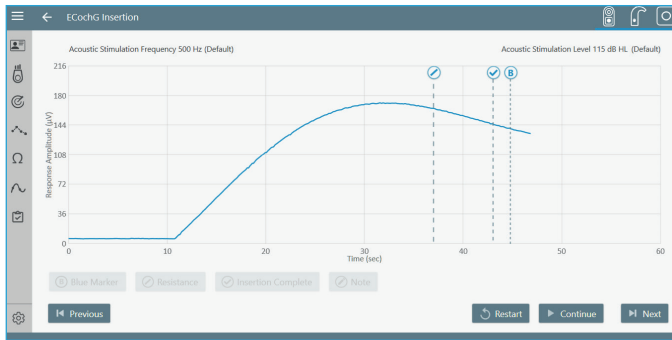 ECochG Insertion
Acoustic Stimulation Frequency 500 Hz (Default)
Acoustic Stimulation Level 115 dB HL (Default)
216
180
144
108
72
36
0
Response Amplitude (µV)
B
0 10 20 30 40 50 60
Time (sec)
Blue Marker Resistance Insertion Complete Note
Previous Restart Continue Next